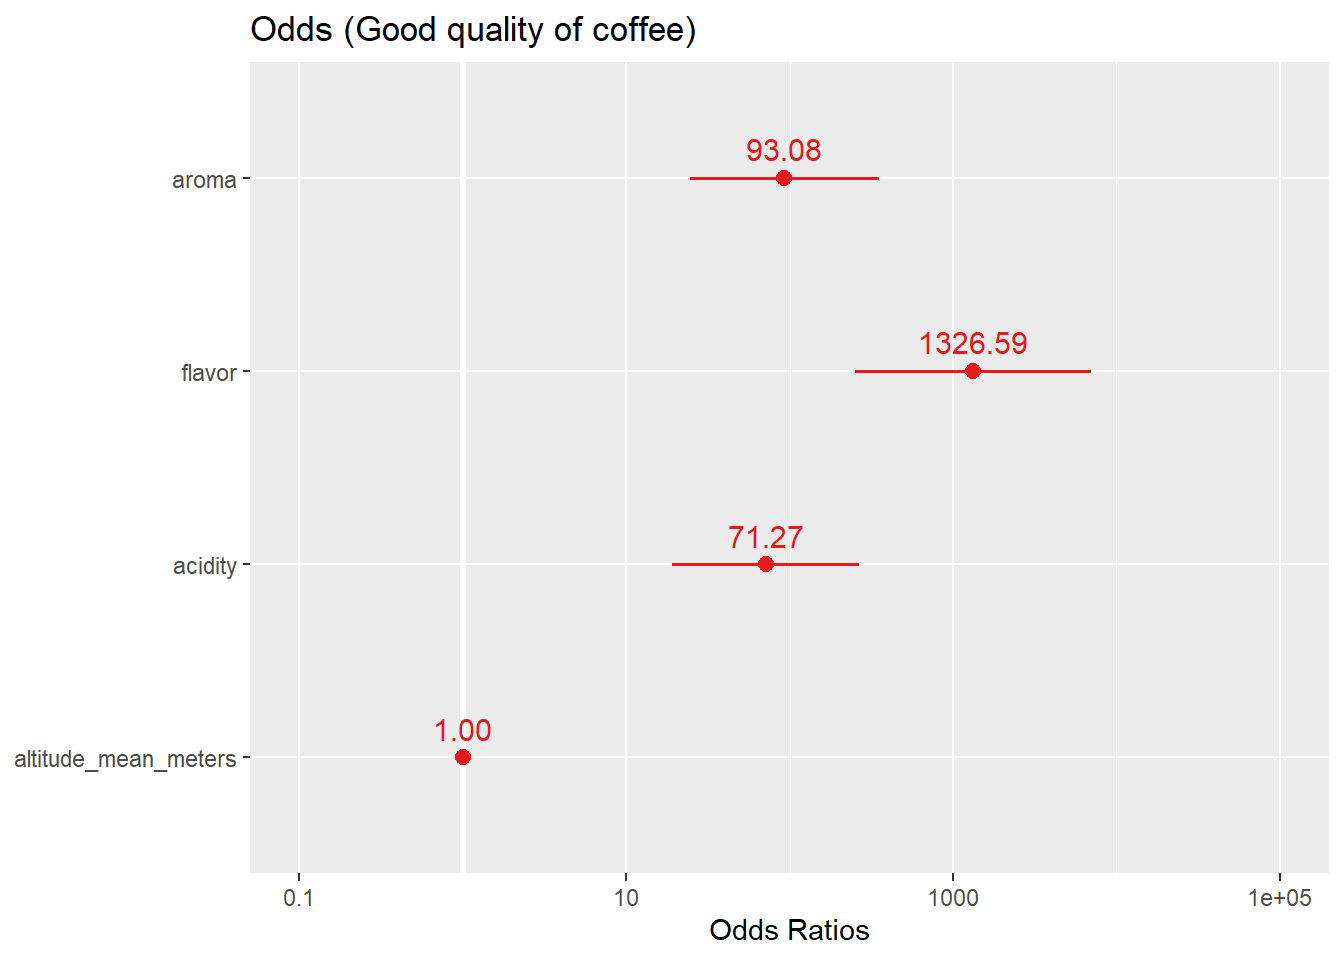 Odds (Good quality of coffee)
93.08
aroma
1326.59
flavor
71.27
acidity
1.00
altitude_mean_meters
0.1 10 1000 1e+05
Odds Ratios